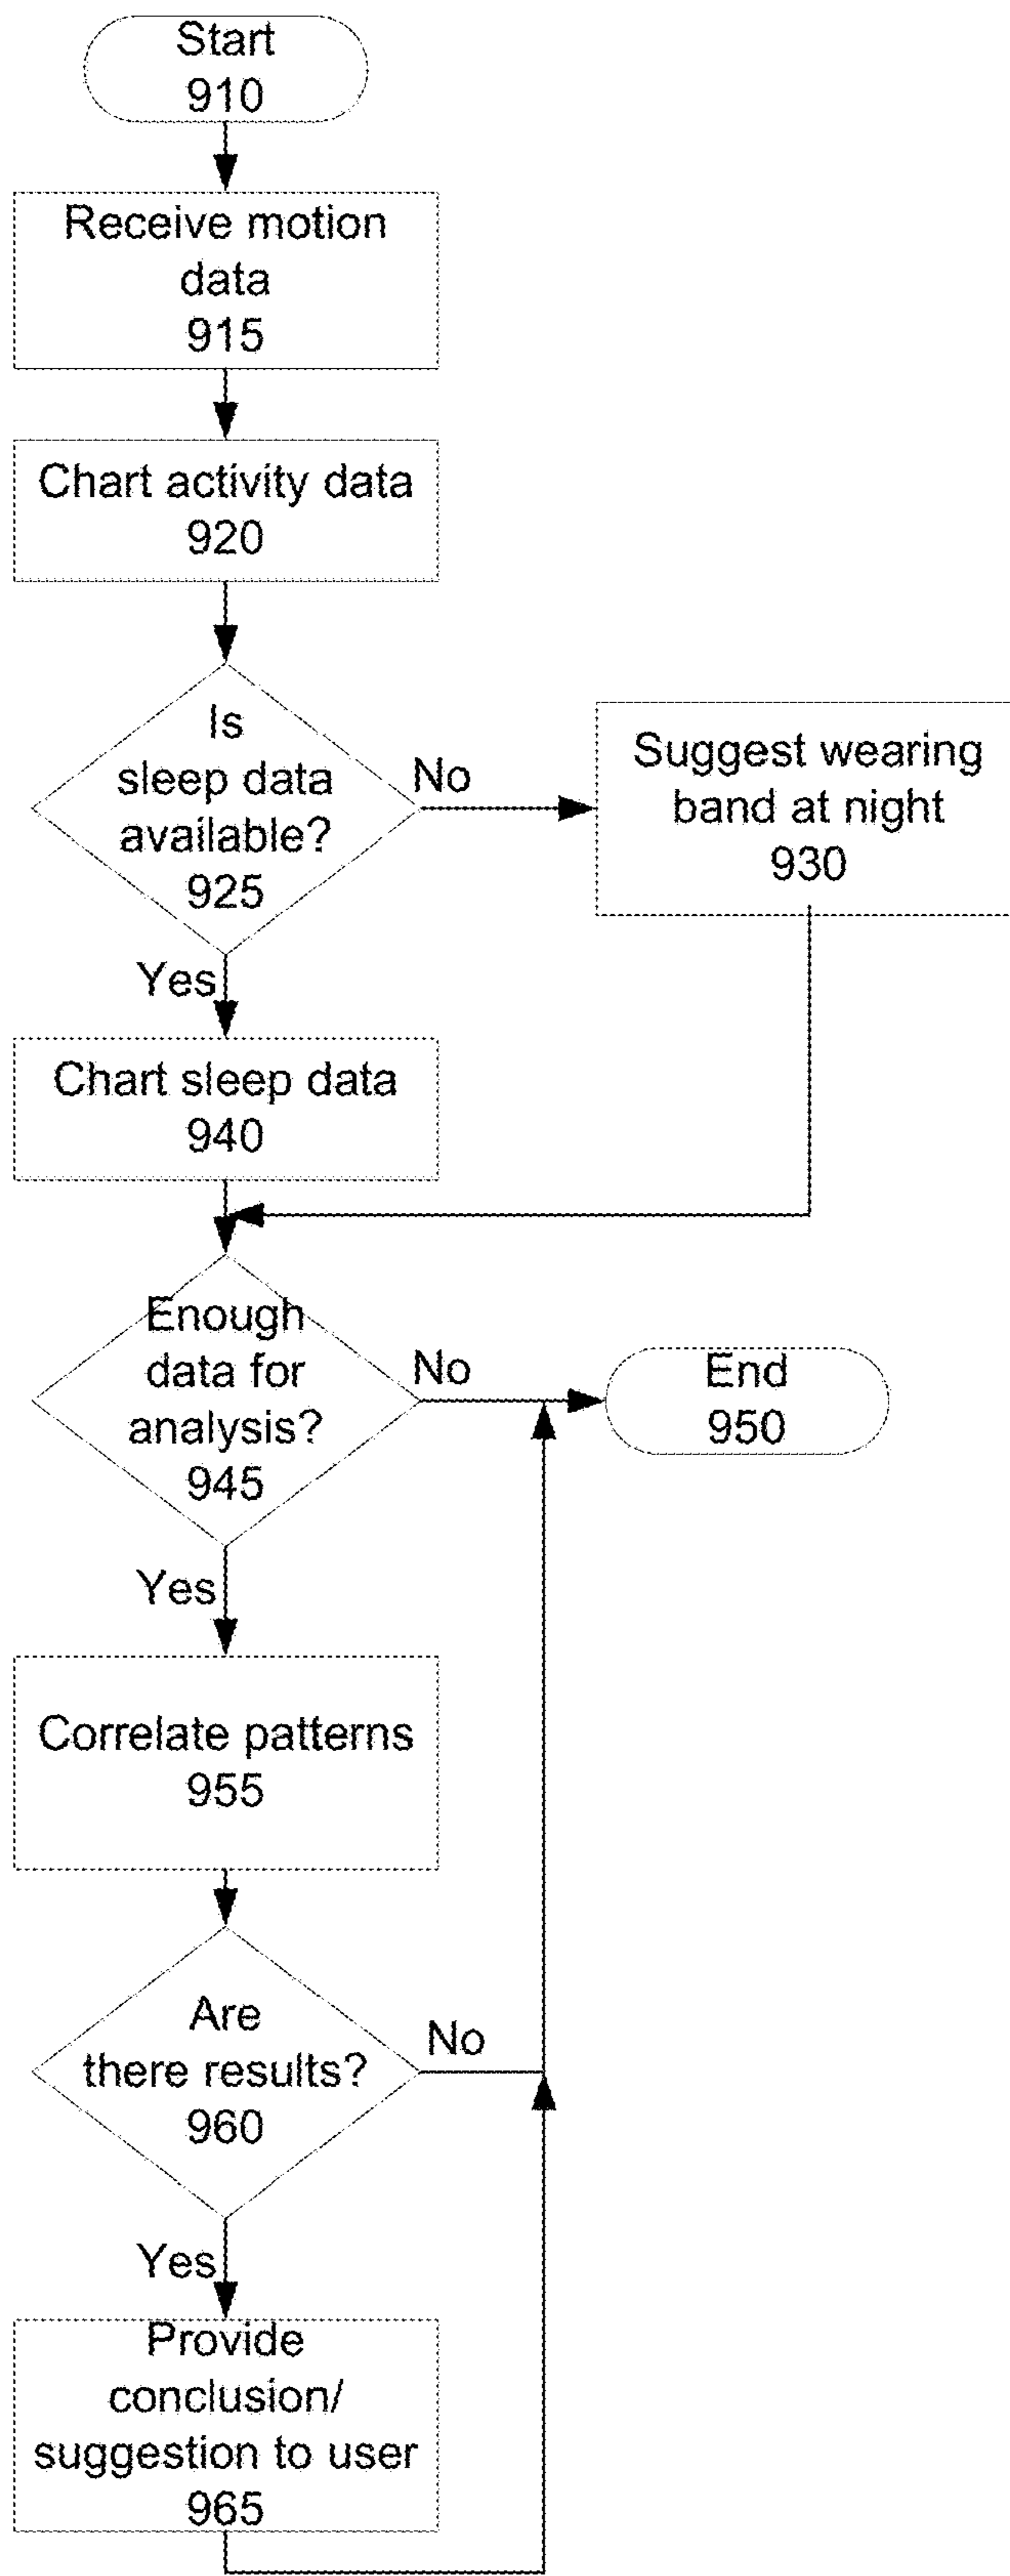 Start
910
Receive motion
data
915
Chart activity data
920
Is
sleep data
available?
925
No
Suggest wearing
band at night
930
Yes
Chart sleep data
940
Enough
data for
analysis?
945
No
End
950
Yes
Correlate patterns
955
Are
there results?
960
No
Yes
Provide
conclusion/
suggestion to user
965